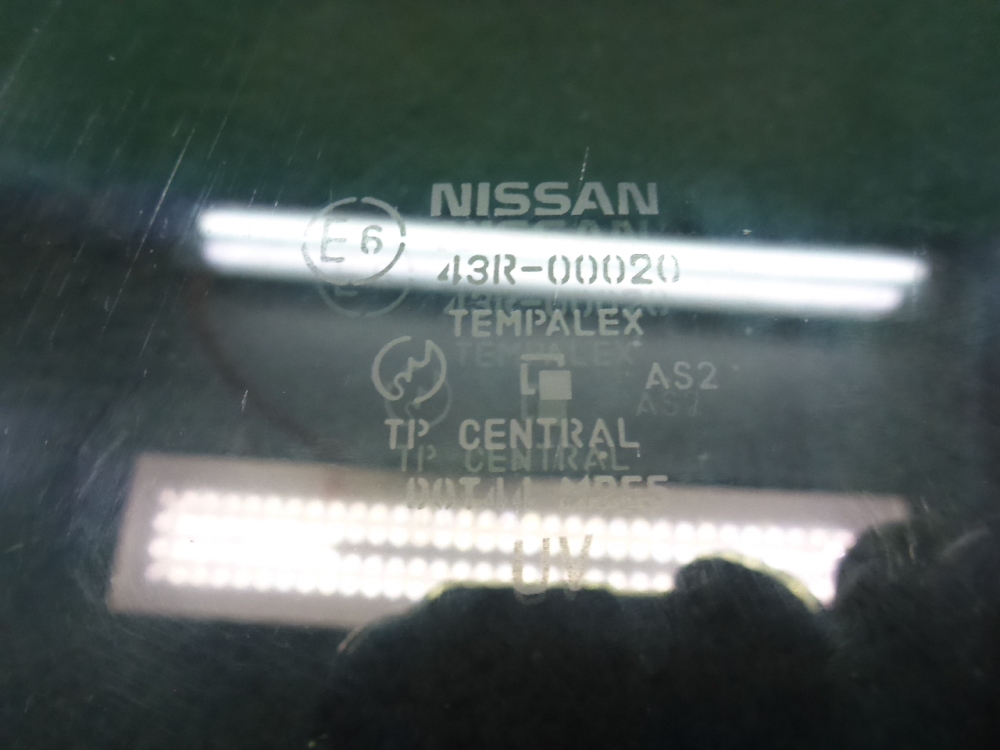 NISSAN
E6 43R-00020
TEMPALEX
AS2
TP CENTRAL
UV